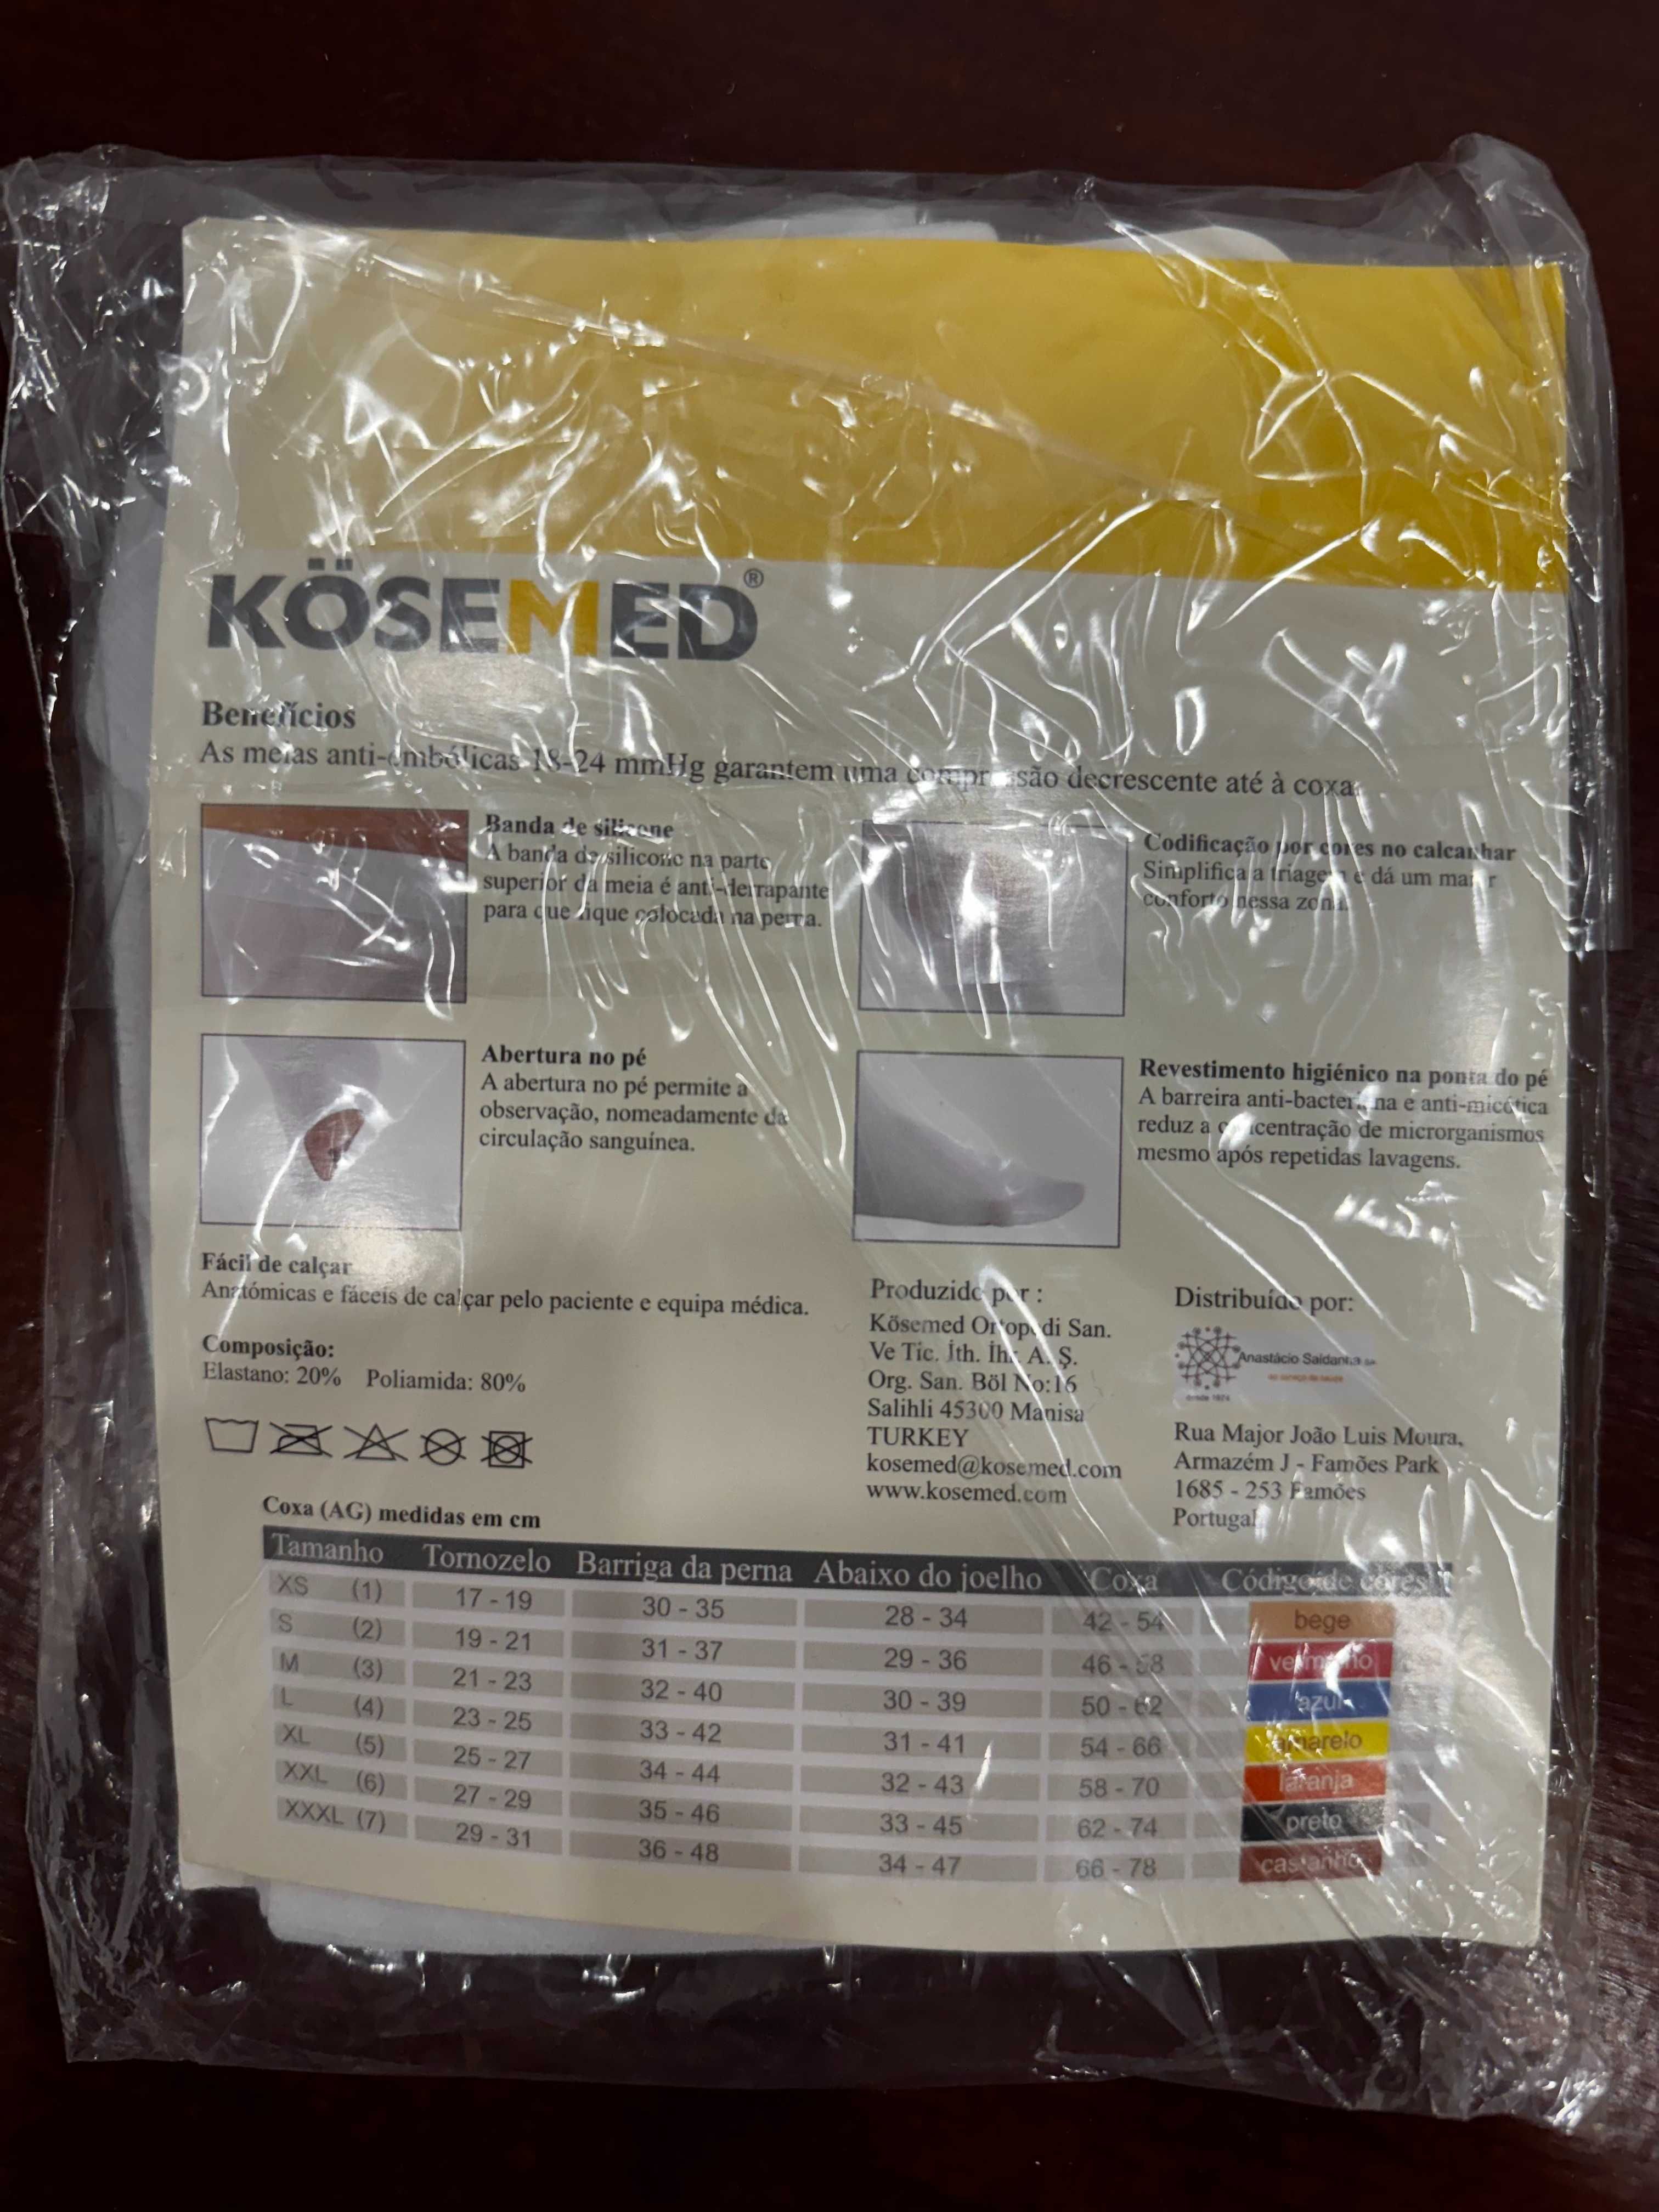 KÖSEMED®
Benefícios
As meias anti-embólicas 18-24 mmHg garantem uma compressão decrescente até à coxa
Banda de silicone
A banda de silicone na parte
superior da meia é anti-derrapante
para que fique colocada na perna.
Codificação por cores no calcanhar
Simplifica a triagem e dá um maior
conforto nessa zona.
Abertura no pé
A abertura no pé permite a
observação, nomeadamente da
circulação sanguínea.
Revestimento higiénico na ponta do pé
A barreira anti-bacteriana e anti-micótica
reduz a concentração de microrganismos
mesmo após repetidas lavagens.
Fácil de calçar
Anatómicas e fáceis de calçar pelo paciente e equipa médica.
Composição:
Elastano: 20% Poliamida: 80%
Produzido por :
Kösemed Ortopedi San.
Ve Tic. İth. İhr. A. Ş.
Org. San. Böl No:16
Salihli 45300 Manisa
TURKEY
kosemed@kosemed.com
www.kosemed.com
Distribuído por:
Anastácio Saldanha SA
ao serviço da saúde
desde 1974
Rua Major João Luis Moura,
Armazém J - Famões Park
1685 - 253 Famões
Portugal
Coxa (AG) medidas em cm
Tamanho Tornozelo Barriga da perna Abaixo do joelho Coxa Código de cores
XS (1) 17 - 19 30 - 35 28 - 34 42 - 54 bege
S (2) 19 - 21 31 - 37 29 - 36 46 - 58 vermelho
M (3) 21 - 23 32 - 40 30 - 39 50 - 62 azul
L (4) 23 - 25 33 - 42 31 - 41 54 - 66 amarelo
XL (5) 25 - 27 34 - 44 32 - 43 58 - 70 laranja
XXL (6) 27 - 29 35 - 46 33 - 45 62 - 74 preto
XXXL (7) 29 - 31 36 - 48 34 - 47 66 - 78 castanho